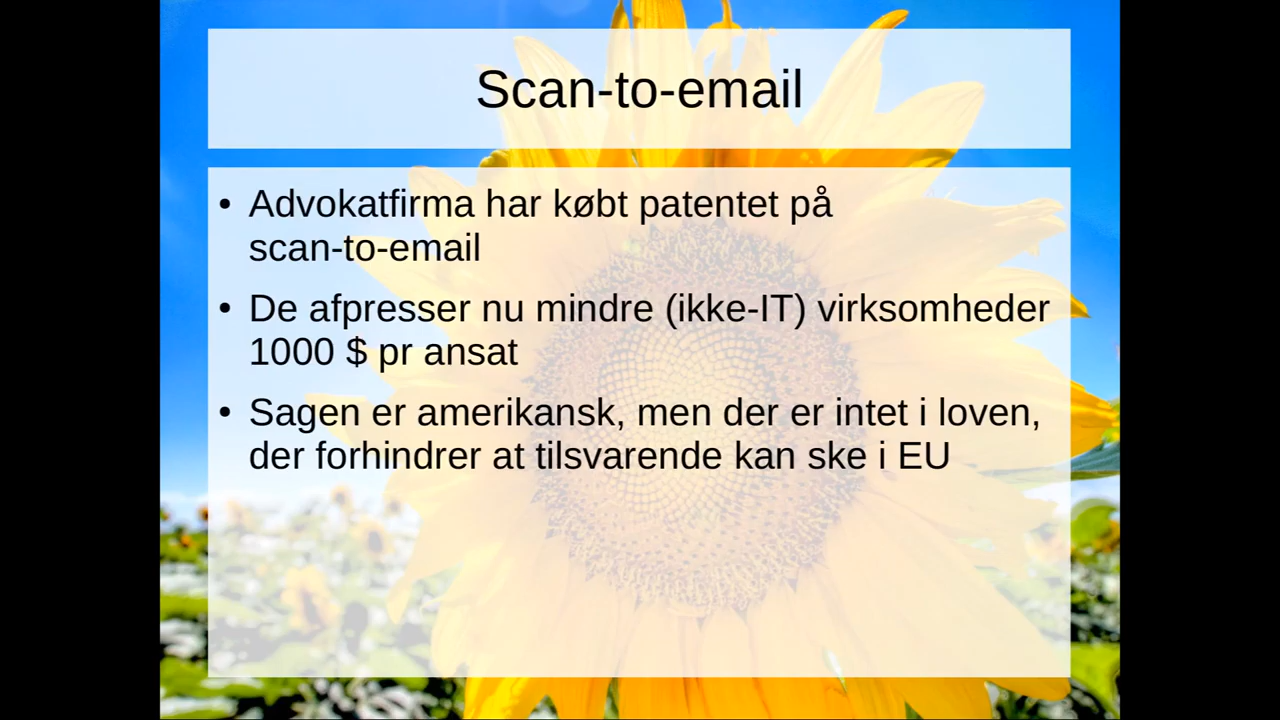 Scan-to-email
• Advokatfirma har købt patentet på
scan-to-email
• De afpresser nu mindre (ikke-IT) virksomheder
1000 $ pr ansat
• Sagen er amerikansk, men der er intet i loven,
der forhindrer at tilsvarende kan ske i EU